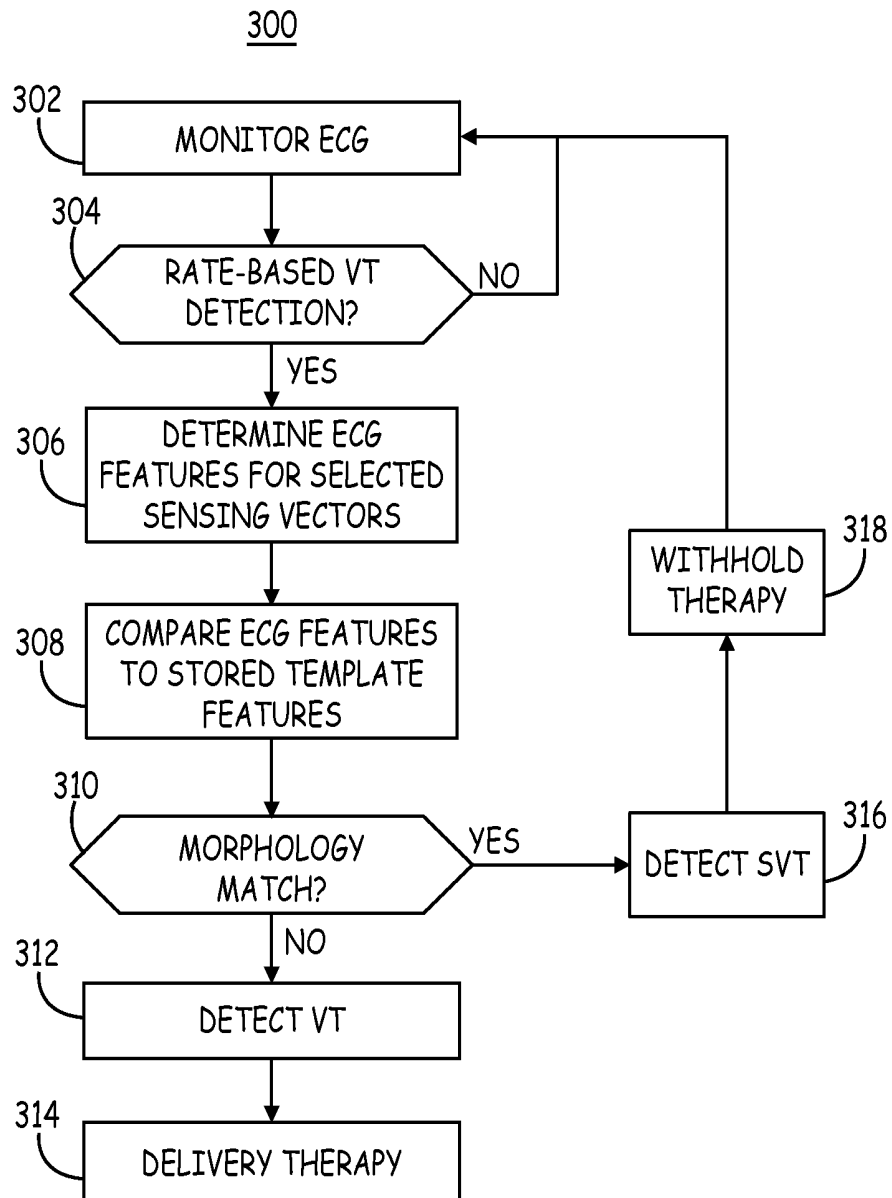 300
302
MONITOR ECG
304
RATE-BASED VT
DETECTION?
NO
YES
306
DETERMINE ECG
FEATURES FOR SELECTED
SENSING VECTORS
318
WITHHOLD
THERAPY
308
COMPARE ECG FEATURES
TO STORED TEMPLATE
FEATURES
310
MORPHOLOGY
MATCH?
YES
316
DETECT SVT
NO
312
DETECT VT
314
DELIVERY THERAPY